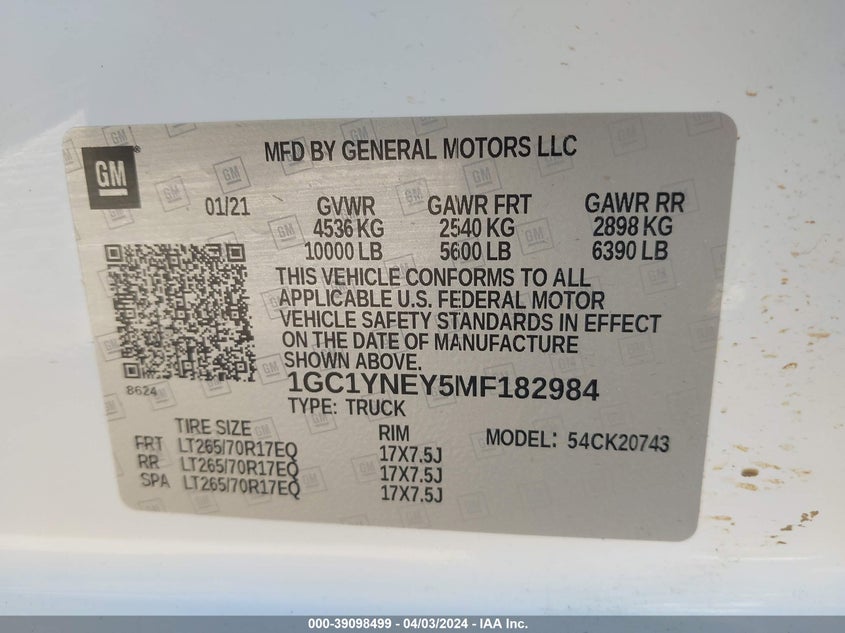 GM
MFD BY GENERAL MOTORS LLC
01/21 GVWR GAWR FRT GAWR RR
4536 KG 2540 KG 2898 KG
10000 LB 5600 LB 6390 LB
THIS VEHICLE CONFORMS TO ALL
APPLICABLE U.S. FEDERAL MOTOR
VEHICLE SAFETY STANDARDS IN EFFECT
ON THE DATE OF MANUFACTURE
SHOWN ABOVE.
8624
1GC1YNEY5MF182984
TYPE: TRUCK
TIRE SIZE RIM MODEL: 54CK20743
FRT LT265/70R17EQ 17X7.5J
RR LT265/70R17EQ 17X7.5J
SPA LT265/70R17EQ 17X7.5J
000-39098499 - 04/03/2024 - IAA Inc.